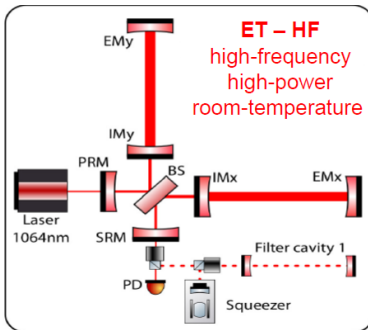 ET – HF
high-frequency
high-power
room-temperature
EMy
IMy
PRM
BS
IMx
EMx
Laser
1064nm
SRM
Filter cavity 1
PD
Squeezer